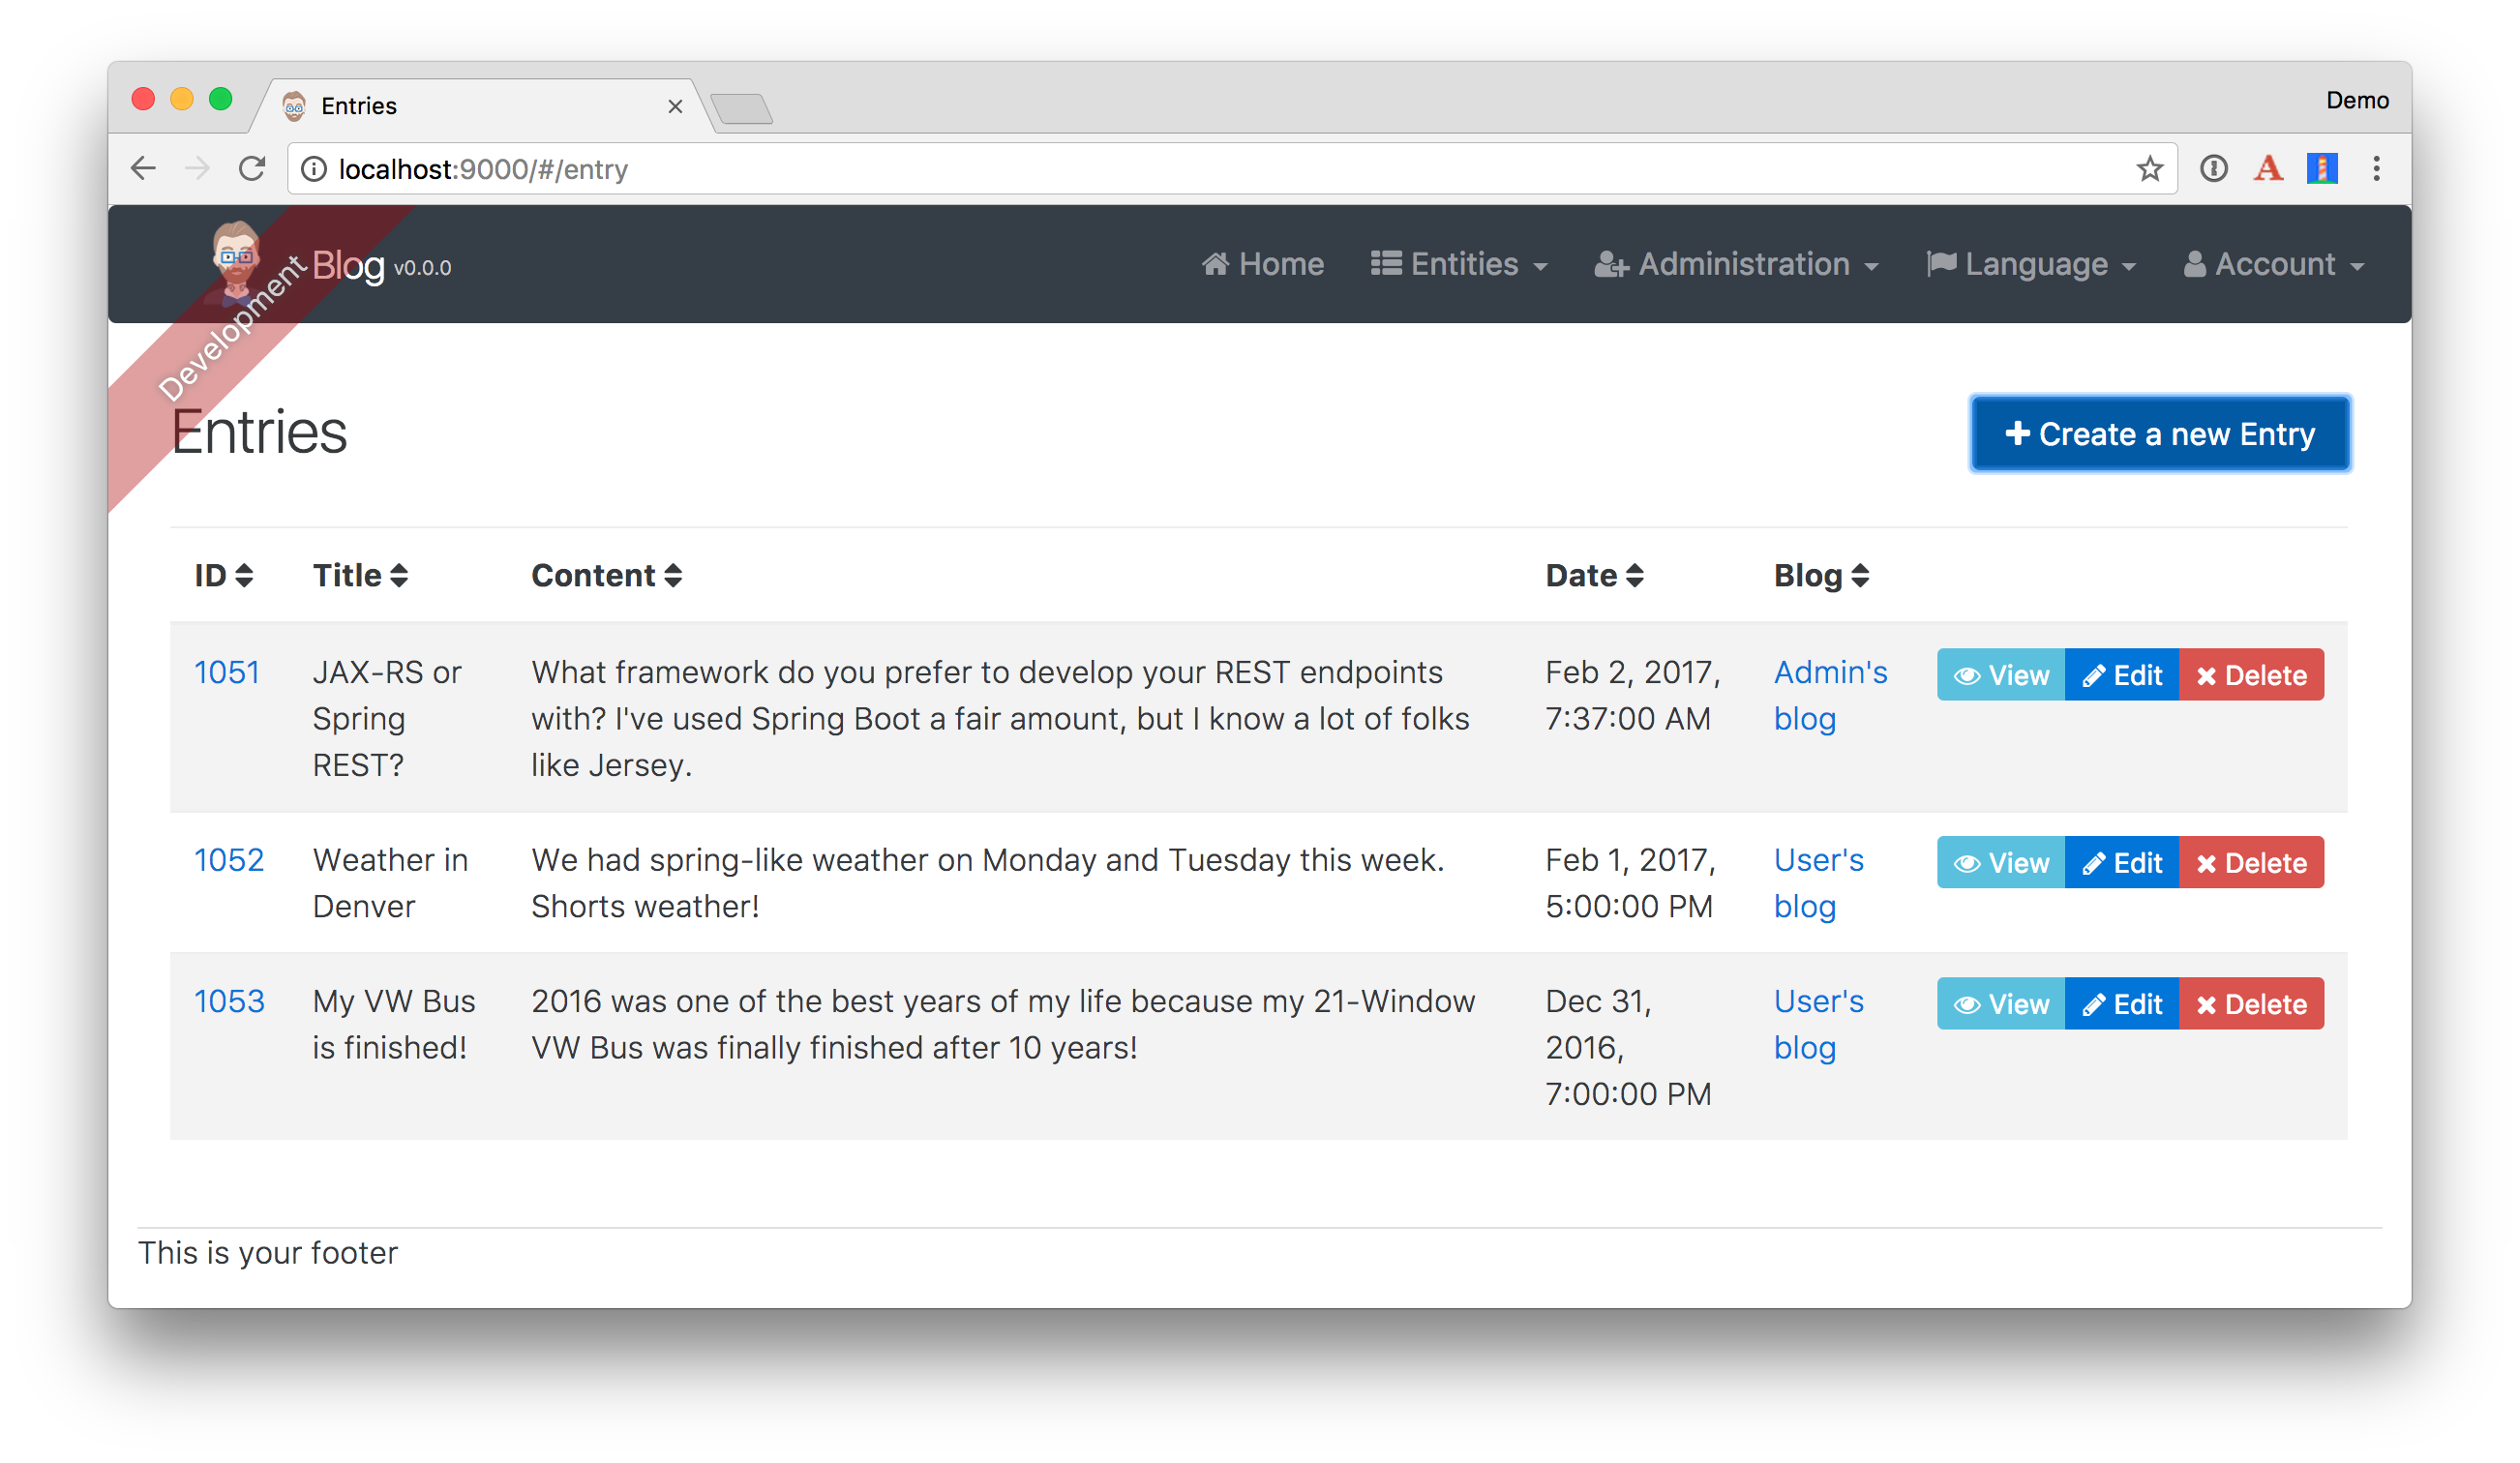 Entries
Demo
localhost:9000/#/entry
Development
Blog v0.0.0
Home Entities Administration Language Account
Entries
Create a new Entry
ID Title Content Date Blog
1051 JAX-RS or What framework do you prefer to develop your REST endpoints Feb 2, 2017, Admin's View Edit Delete
Spring with? I've used Spring Boot a fair amount, but I know a lot of folks 7:37:00 AM blog
REST? like Jersey.
1052 Weather in We had spring-like weather on Monday and Tuesday this week. Feb 1, 2017, User's View Edit Delete
Denver Shorts weather! 5:00:00 PM blog
1053 My VW Bus 2016 was one of the best years of my life because my 21-Window Dec 31, User's View Edit Delete
is finished! VW Bus was finally finished after 10 years! 2016, blog
7:00:00 PM
This is your footer